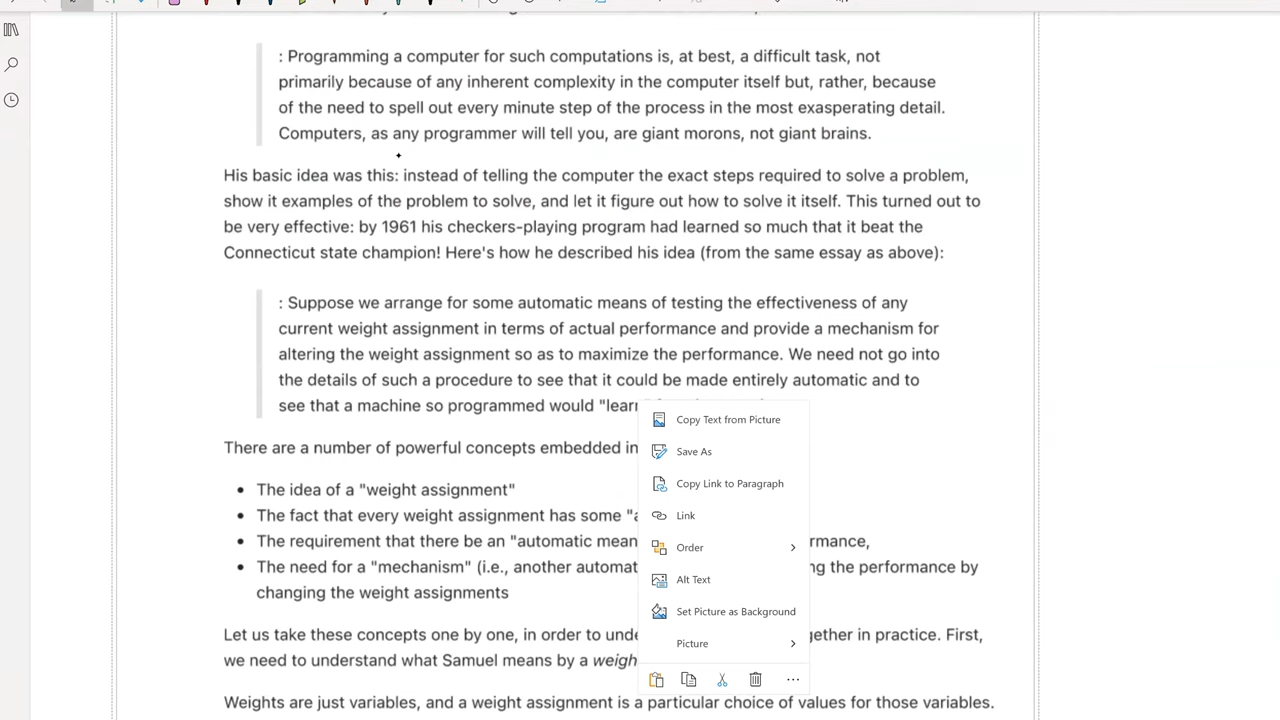 : Programming a computer for such computations is, at best, a difficult task, not
primarily because of any inherent complexity in the computer itself but, rather, because
of the need to spell out every minute step of the process in the most exasperating detail.
Computers, as any programmer will tell you, are giant morons, not giant brains.
His basic idea was this: instead of telling the computer the exact steps required to solve a problem,
show it examples of the problem to solve, and let it figure out how to solve it itself. This turned out to
be very effective: by 1961 his checkers-playing program had learned so much that it beat the
Connecticut state champion! Here's how he described his idea (from the same essay as above):
: Suppose we arrange for some automatic means of testing the effectiveness of any
current weight assignment in terms of actual performance and provide a mechanism for
altering the weight assignment so as to maximize the performance. We need not go into
the details of such a procedure to see that it could be made entirely automatic and to
see that a machine so programmed would "learn
There are a number of powerful concepts embedded in
• The idea of a "weight assignment"
• The fact that every weight assignment has some "a
• The requirement that there be an "automatic mean rmance,
• The need for a "mechanism" (i.e., another automat ng the performance by
changing the weight assignments
Let us take these concepts one by one, in order to unde gether in practice. First,
we need to understand what Samuel means by a weigh
Weights are just variables, and a weight assignment is a particular choice of values for those variables.
Copy Text from Picture
Save As
Copy Link to Paragraph
Link
Order
Alt Text
Set Picture as Background
Picture